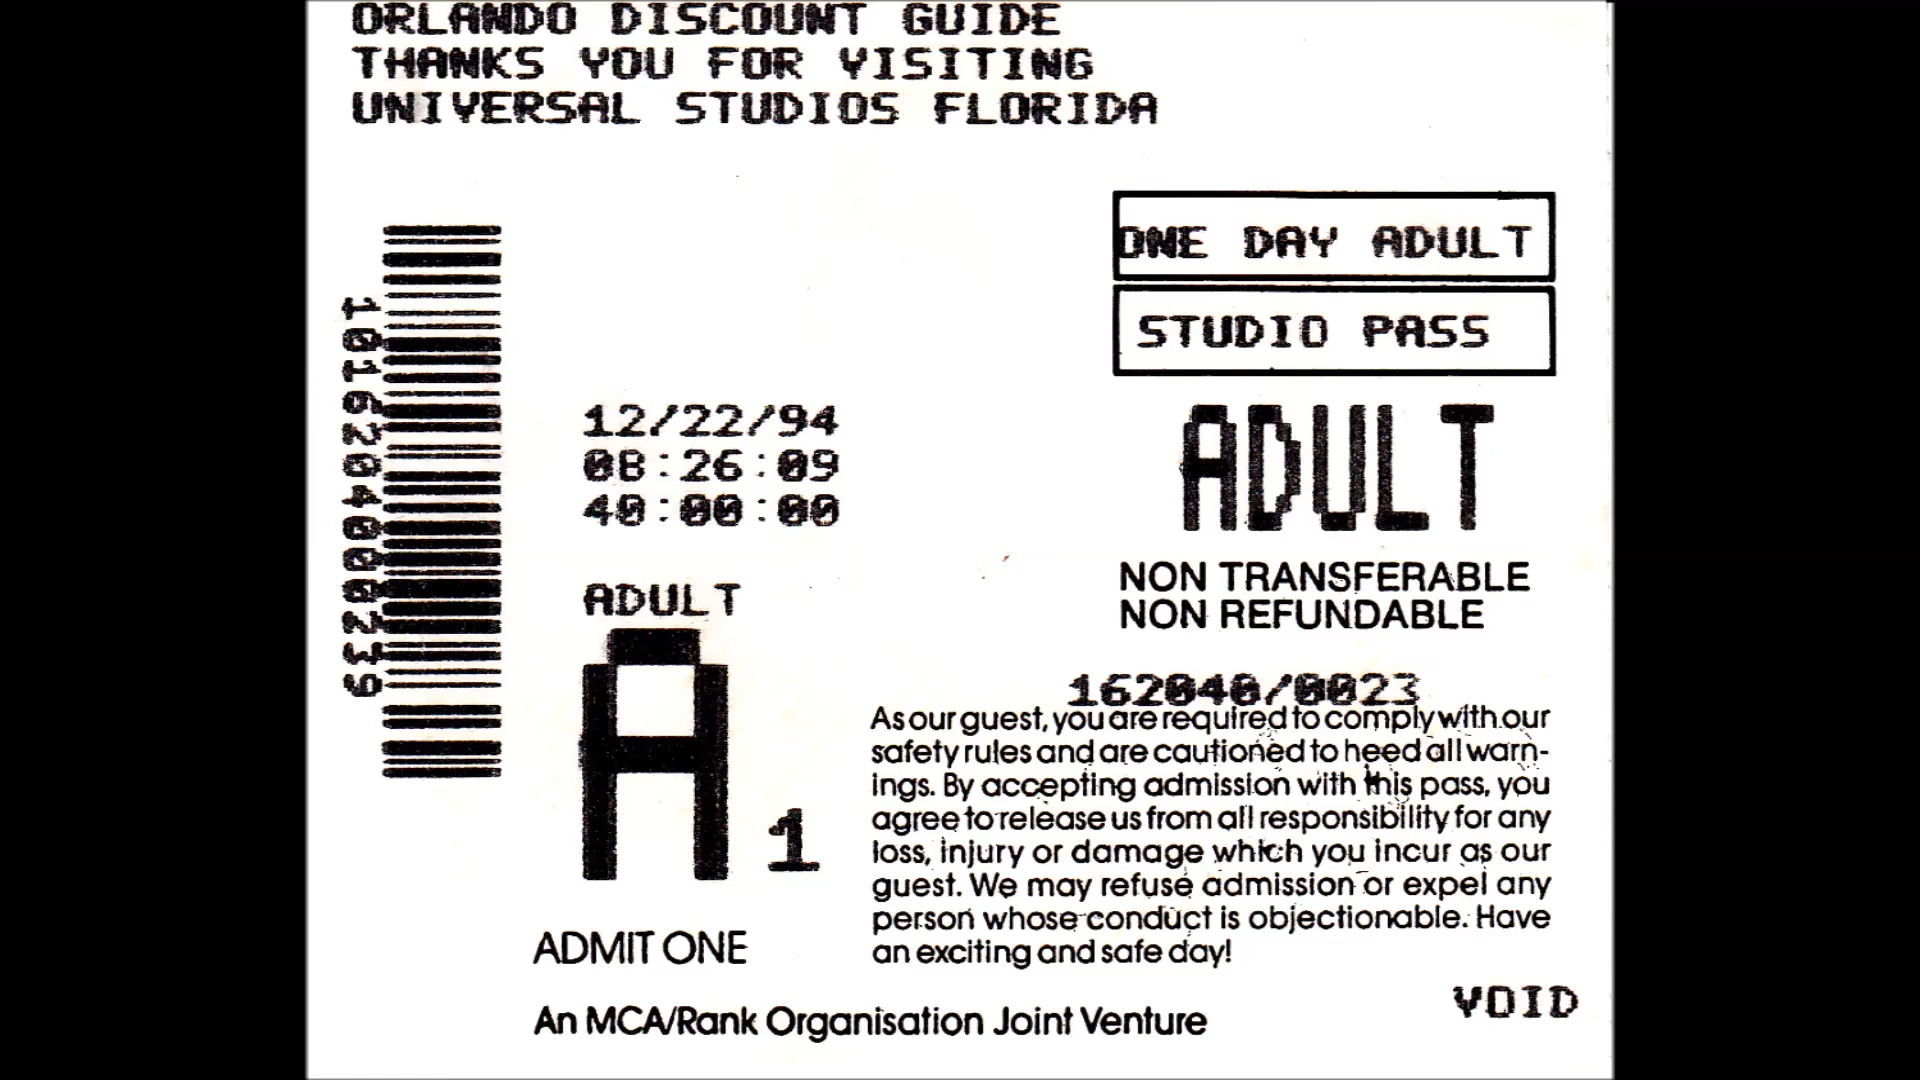 ORLANDO DISCOUNT GUIDE
THANKS YOU FOR VISITING
UNIVERSAL STUDIOS FLORIDA
ONE DAY ADULT
STUDIO PASS
1016204000239
12/22/94
08:26:09
40:00:00
ADULT
NON TRANSFERABLE
NON REFUNDABLE
ADULT
A 1
162040/0023
As our guest, you are required to comply with our
safety rules and are cautioned to heed all warn-
ings. By accepting admission with this pass, you
agree to release us from all responsibility for any
loss, injury or damage which you incur as our
guest. We may refuse admission or expel any
person whose conduct is objectionable. Have
an exciting and safe day!
ADMIT ONE
VOID
An MCA/Rank Organisation Joint Venture